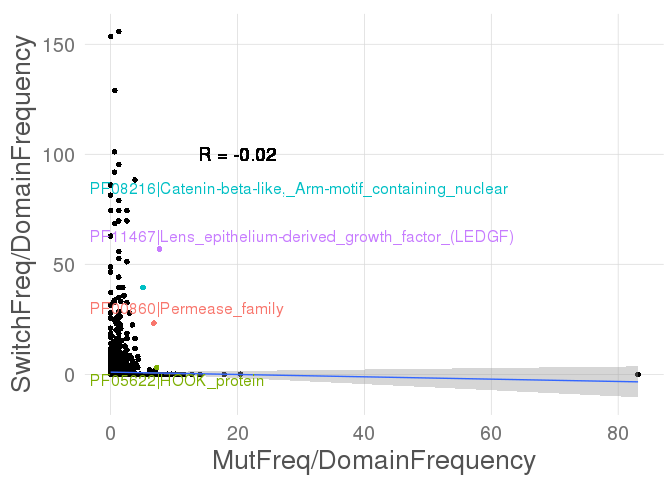 150
100
50
0
SwitchFreq/DomainFrequency
R = -0.02
PF08216|Catenin-beta-like,_Arm-motif_containing_nuclear
PF11467|Lens_epithelium-derived_growth_factor_(LEDGF)
PF00860|Permease_family
PF05622|HOOK_protein
0 20 40 60 80
MutFreq/DomainFrequency